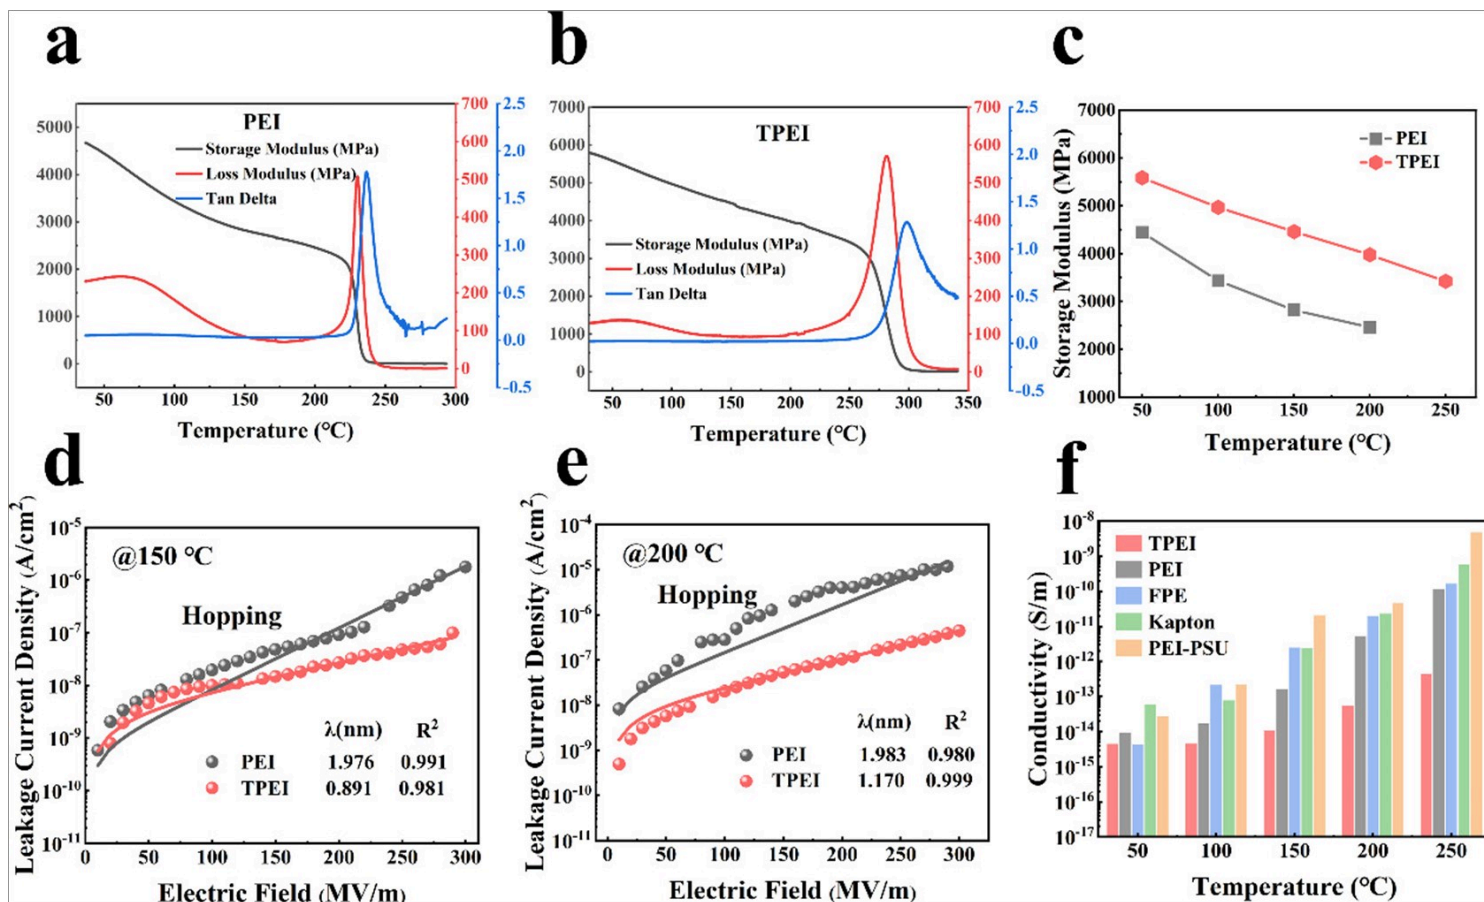 a
b
c
PEI
Storage Modulus (MPa)
Loss Modulus (MPa)
Tan Delta
5000
4000
3000
2000
1000
0
700
600
500
400
300
200
100
0
2.5
2.0
1.5
1.0
0.5
0.0
-0.5
50 100 150 200 250 300
Temperature (°C)
TPEI
Storage Modulus (MPa)
Loss Modulus (MPa)
Tan Delta
7000
6000
5000
4000
3000
2000
1000
0
700
600
500
400
300
200
100
0
2.5
2.0
1.5
1.0
0.5
0.0
-0.5
50 100 150 200 250 300 350
Temperature (°C)
Storage Modulus (MPa)
7000
6000
5000
4000
3000
2000
1000
PEI
TPEI
50 100 150 200 250
Temperature (°C)
d
e
f
Leakage Current Density (A/cm²)
10⁻⁵
10⁻⁶
10⁻⁷
10⁻⁸
10⁻⁹
10⁻¹⁰
10⁻¹¹
@150 °C
Hopping
λ(nm) R²
PEI 1.976 0.991
TPEI 0.891 0.981
0 50 100 150 200 250 300
Electric Field (MV/m)
Leakage Current Density (A/cm²)
10⁻⁴
10⁻⁵
10⁻⁶
10⁻⁷
10⁻⁸
10⁻⁹
10⁻¹⁰
10⁻¹¹
@200 °C
Hopping
λ(nm) R²
PEI 1.983 0.980
TPEI 1.170 0.999
0 50 100 150 200 250 300
Electric Field (MV/m)
Conductivity (S/m)
10⁻⁸
10⁻⁹
10⁻¹⁰
10⁻¹¹
10⁻¹²
10⁻¹³
10⁻¹⁴
10⁻¹⁵
10⁻¹⁶
10⁻¹⁷
TPEI
PEI
FPE
Kapton
PEI-PSU
50 100 150 200 250
Temperature (°C)